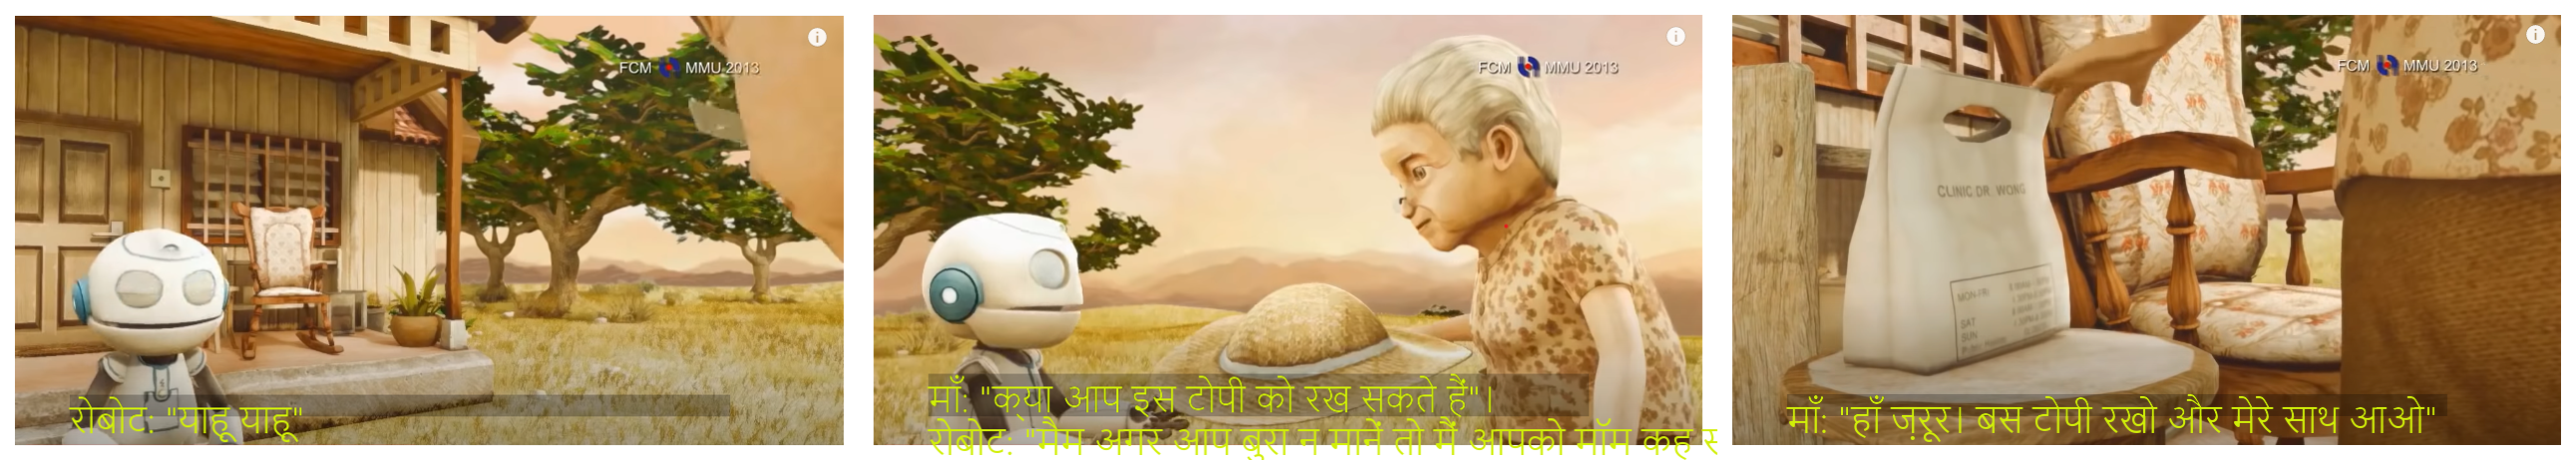 FCM MMU 2013
रोबोट: "याहू याहू"
FCM MMU 2013
माँ: "क्या आप इस टोपी को रख सकते हैं"।
रोबोट: "मैम अगर आप बुरा न मानें तो मैं आपको मॉम कह
FCM MMU 2013
CLINIC DR. WONG
MON-FRI:
SAT
SUN
माँ: "हाँ ज़रूर। बस टोपी रखो और मेरे साथ आओ"